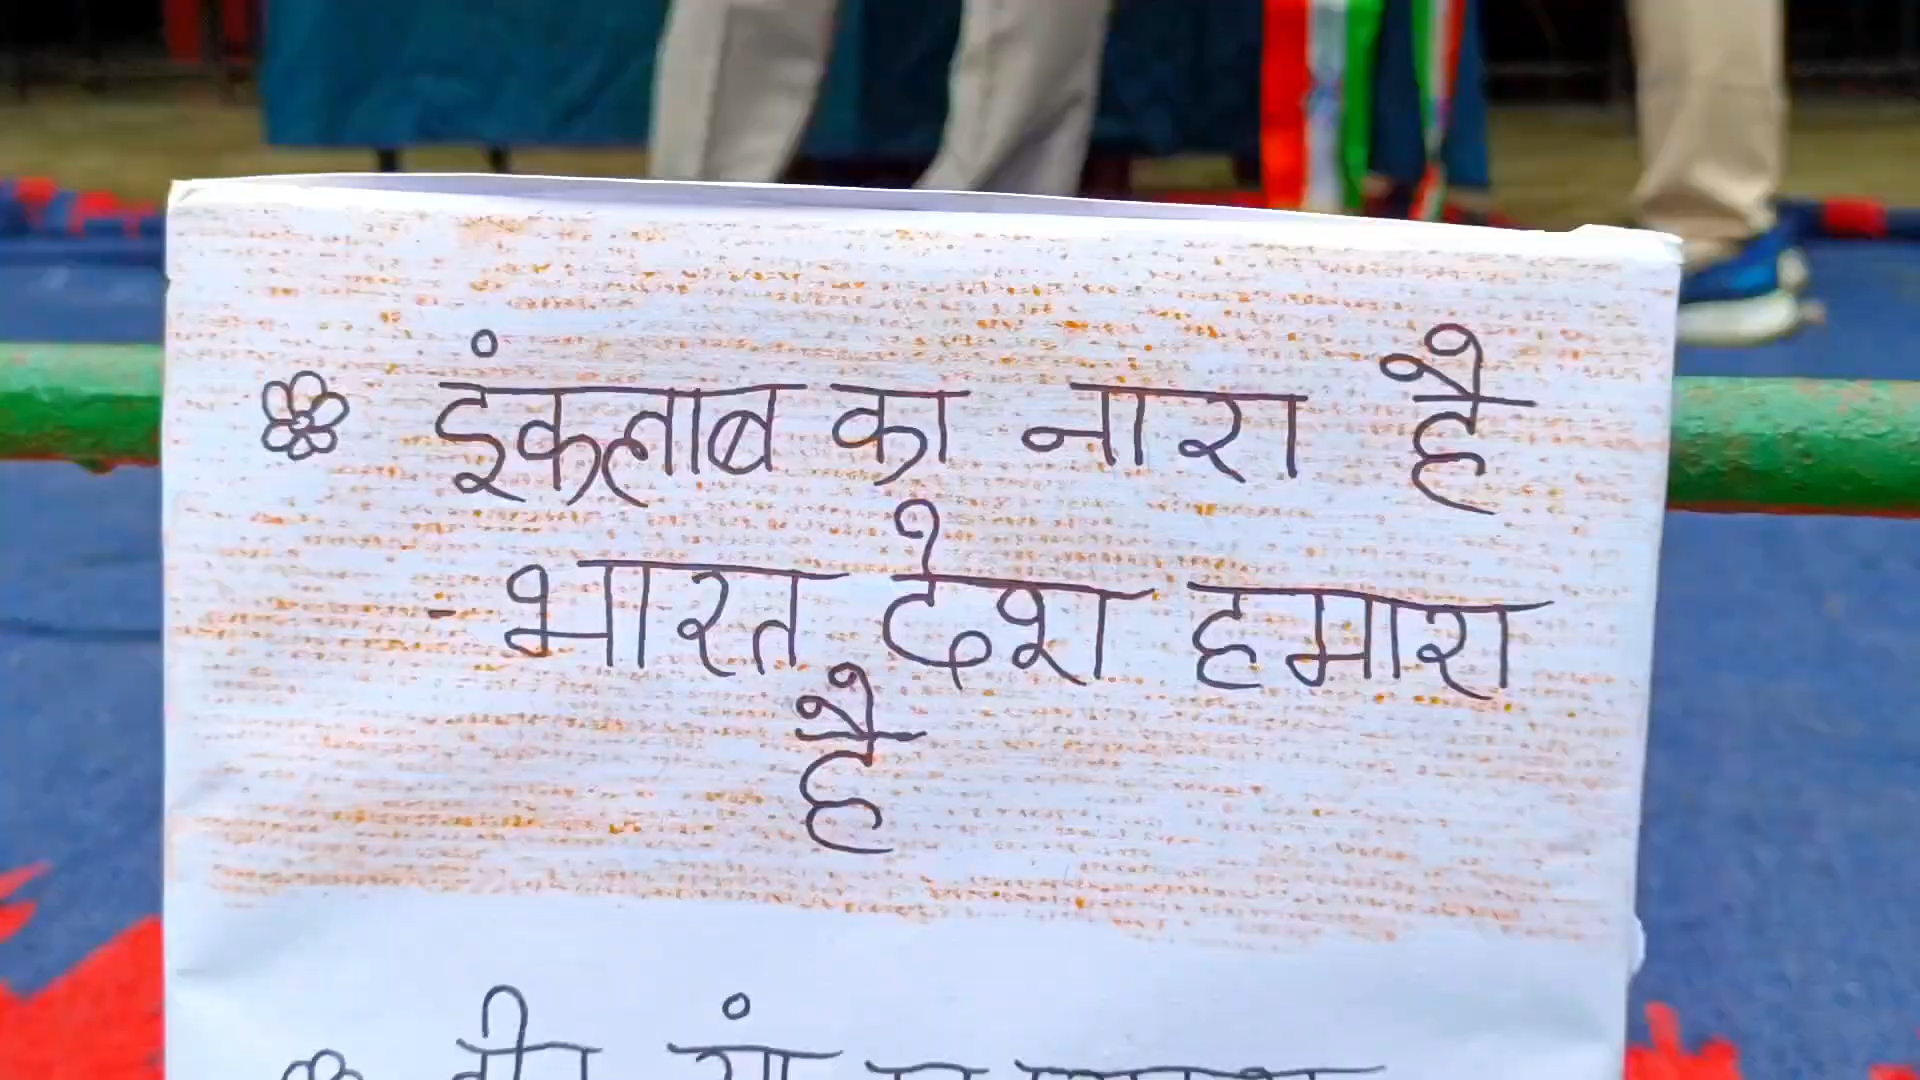 इंकलाब का नारा है
- भारत देश हमारा
है